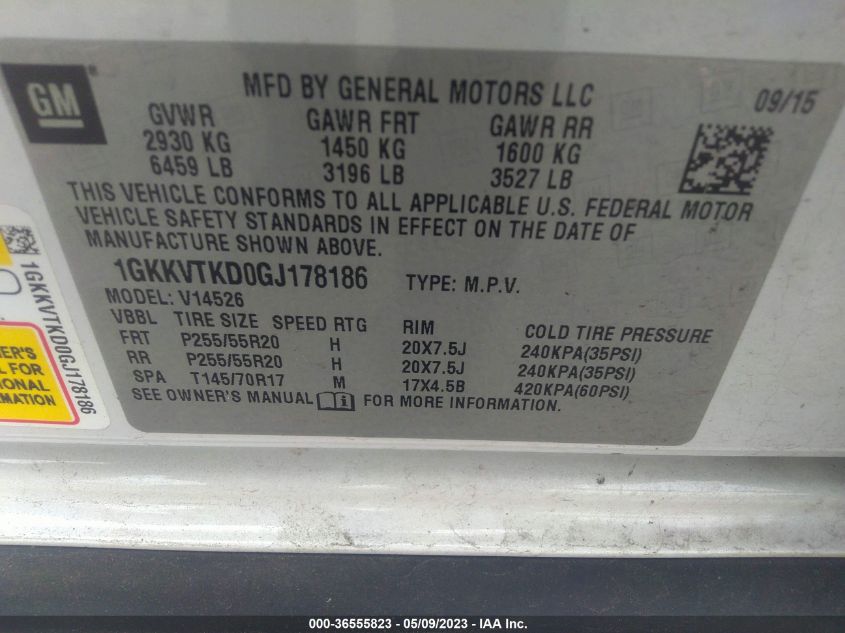 GM
MFD BY GENERAL MOTORS LLC
09/15
GVWR GAWR FRT GAWR RR
2930 KG 1450 KG 1600 KG
6459 LB 3196 LB 3527 LB
THIS VEHICLE CONFORMS TO ALL APPLICABLE U.S. FEDERAL MOTOR
VEHICLE SAFETY STANDARDS IN EFFECT ON THE DATE OF
MANUFACTURE SHOWN ABOVE.
1GKKVTKD0GJ178186 TYPE: M.P.V.
MODEL: V14526
VBBL TIRE SIZE SPEED RTG RIM COLD TIRE PRESSURE
FRT P255/55R20 H 20X7.5J 240KPA(35PSI)
RR P255/55R20 H 20X7.5J 240KPA(35PSI)
SPA T145/70R17 M 17X4.5B 420KPA(60PSI)
SEE OWNER'S MANUAL FOR MORE INFORMATION.
1GKKVTKD0GJ178186
000-36555823 - 05/09/2023 - IAA Inc.